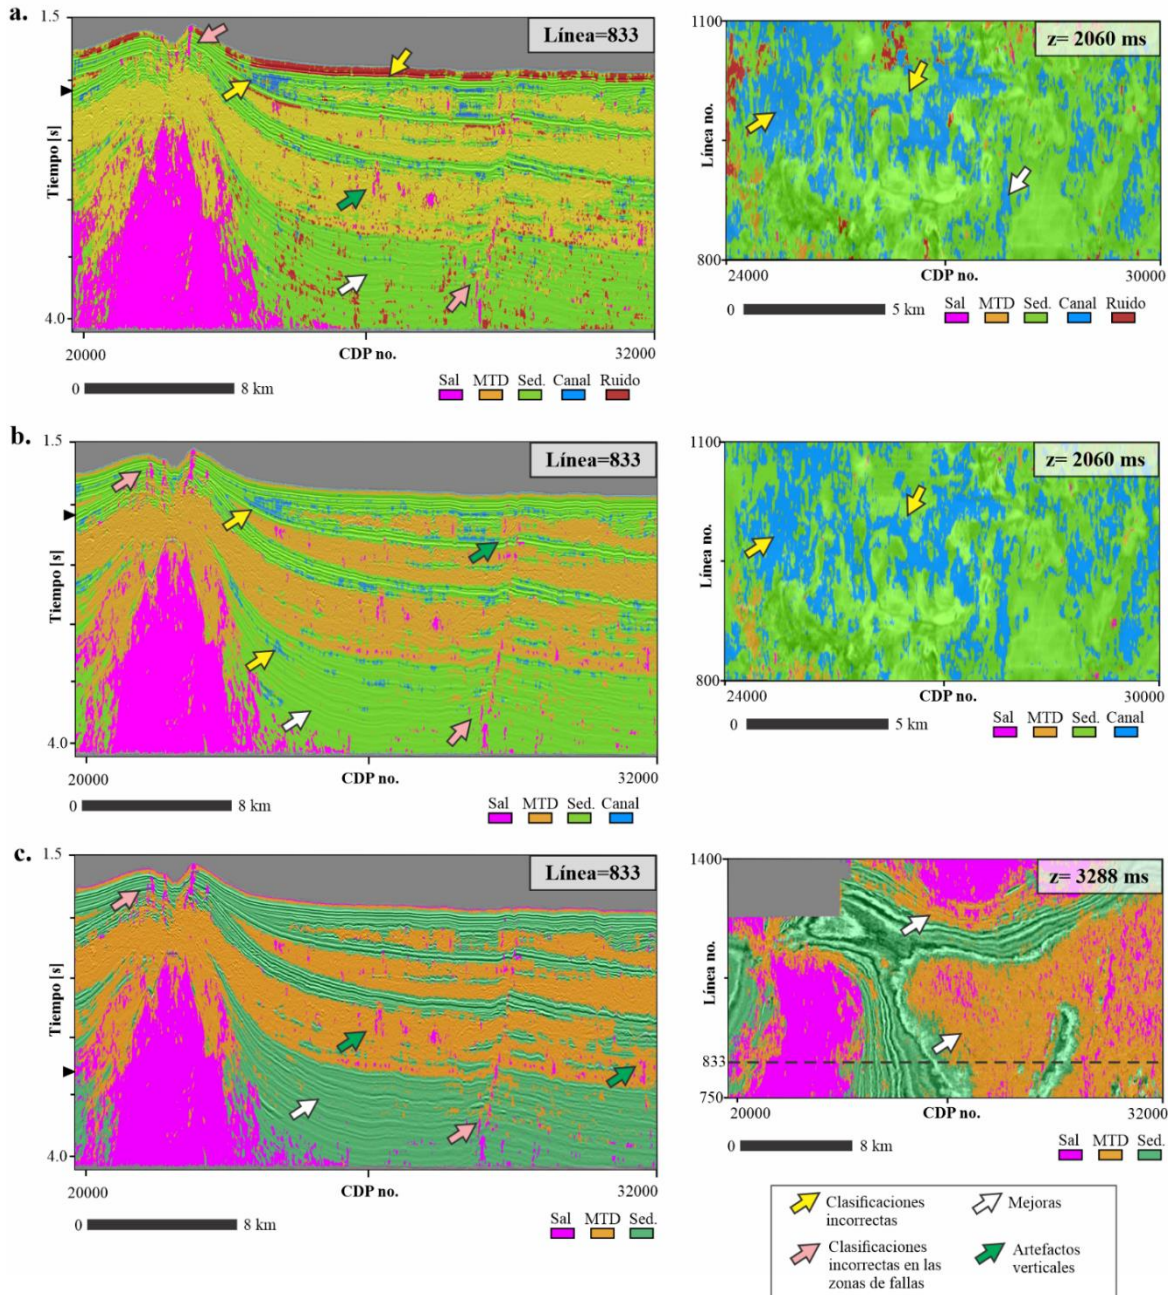 a.
1.5
Línea=833
Tiempo [s]
4.0
20000
CDP no.
32000
0
8 km
Sal MTD Sed. Canal Ruido
1100
z= 2060 ms
Línea no.
800
24000
CDP no.
30000
0
5 km
Sal MTD Sed. Canal Ruido
b.
1.5
Línea=833
Tiempo [s]
4.0
20000
CDP no.
32000
0
8 km
Sal MTD Sed. Canal
1100
z= 2060 ms
Línea no.
800
24000
CDP no.
30000
0
5 km
Sal MTD Sed. Canal
c.
1.5
Línea=833
Tiempo [s]
4.0
20000
CDP no.
32000
0
8 km
Sal MTD Sed.
1400
z= 3288 ms
Línea no.
833
750
20000
CDP no.
32000
0
8 km
Sal MTD Sed.
Clasificaciones
incorrectas
Mejoras
Clasificaciones
incorrectas en las
zonas de fallas
Artefactos
verticales